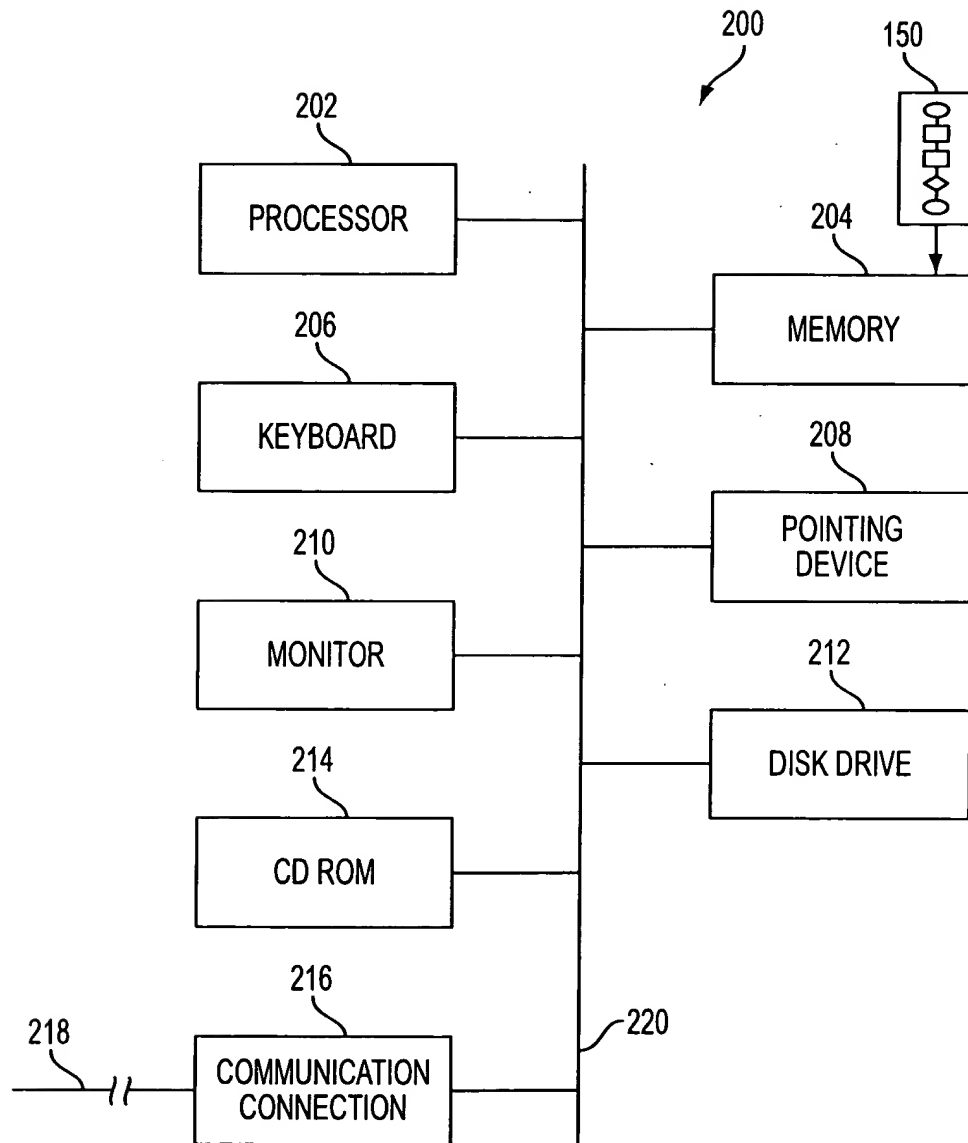 200
150
202
PROCESSOR
204
MEMORY
206
KEYBOARD
208
POINTING
DEVICE
210
MONITOR
212
DISK DRIVE
214
CD ROM
216
218
COMMUNICATION
CONNECTION
220